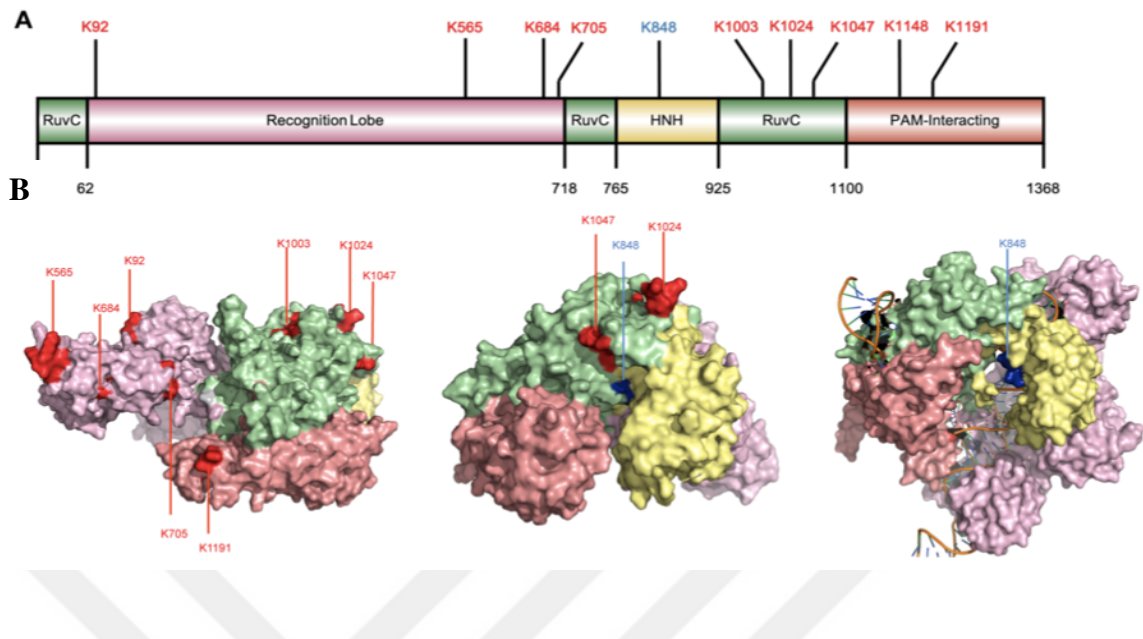 A
K92 K565 K684 K705 K848 K1003 K1024 K1047 K1148 K1191
RuvC Recognition Lobe RuvC HNH RuvC PAM-Interacting
62 718 765 925 1100 1368
B
K565 K684 K92 K1003 K1024 K1047
K705
K1191
K1047 K848 K1024
K848